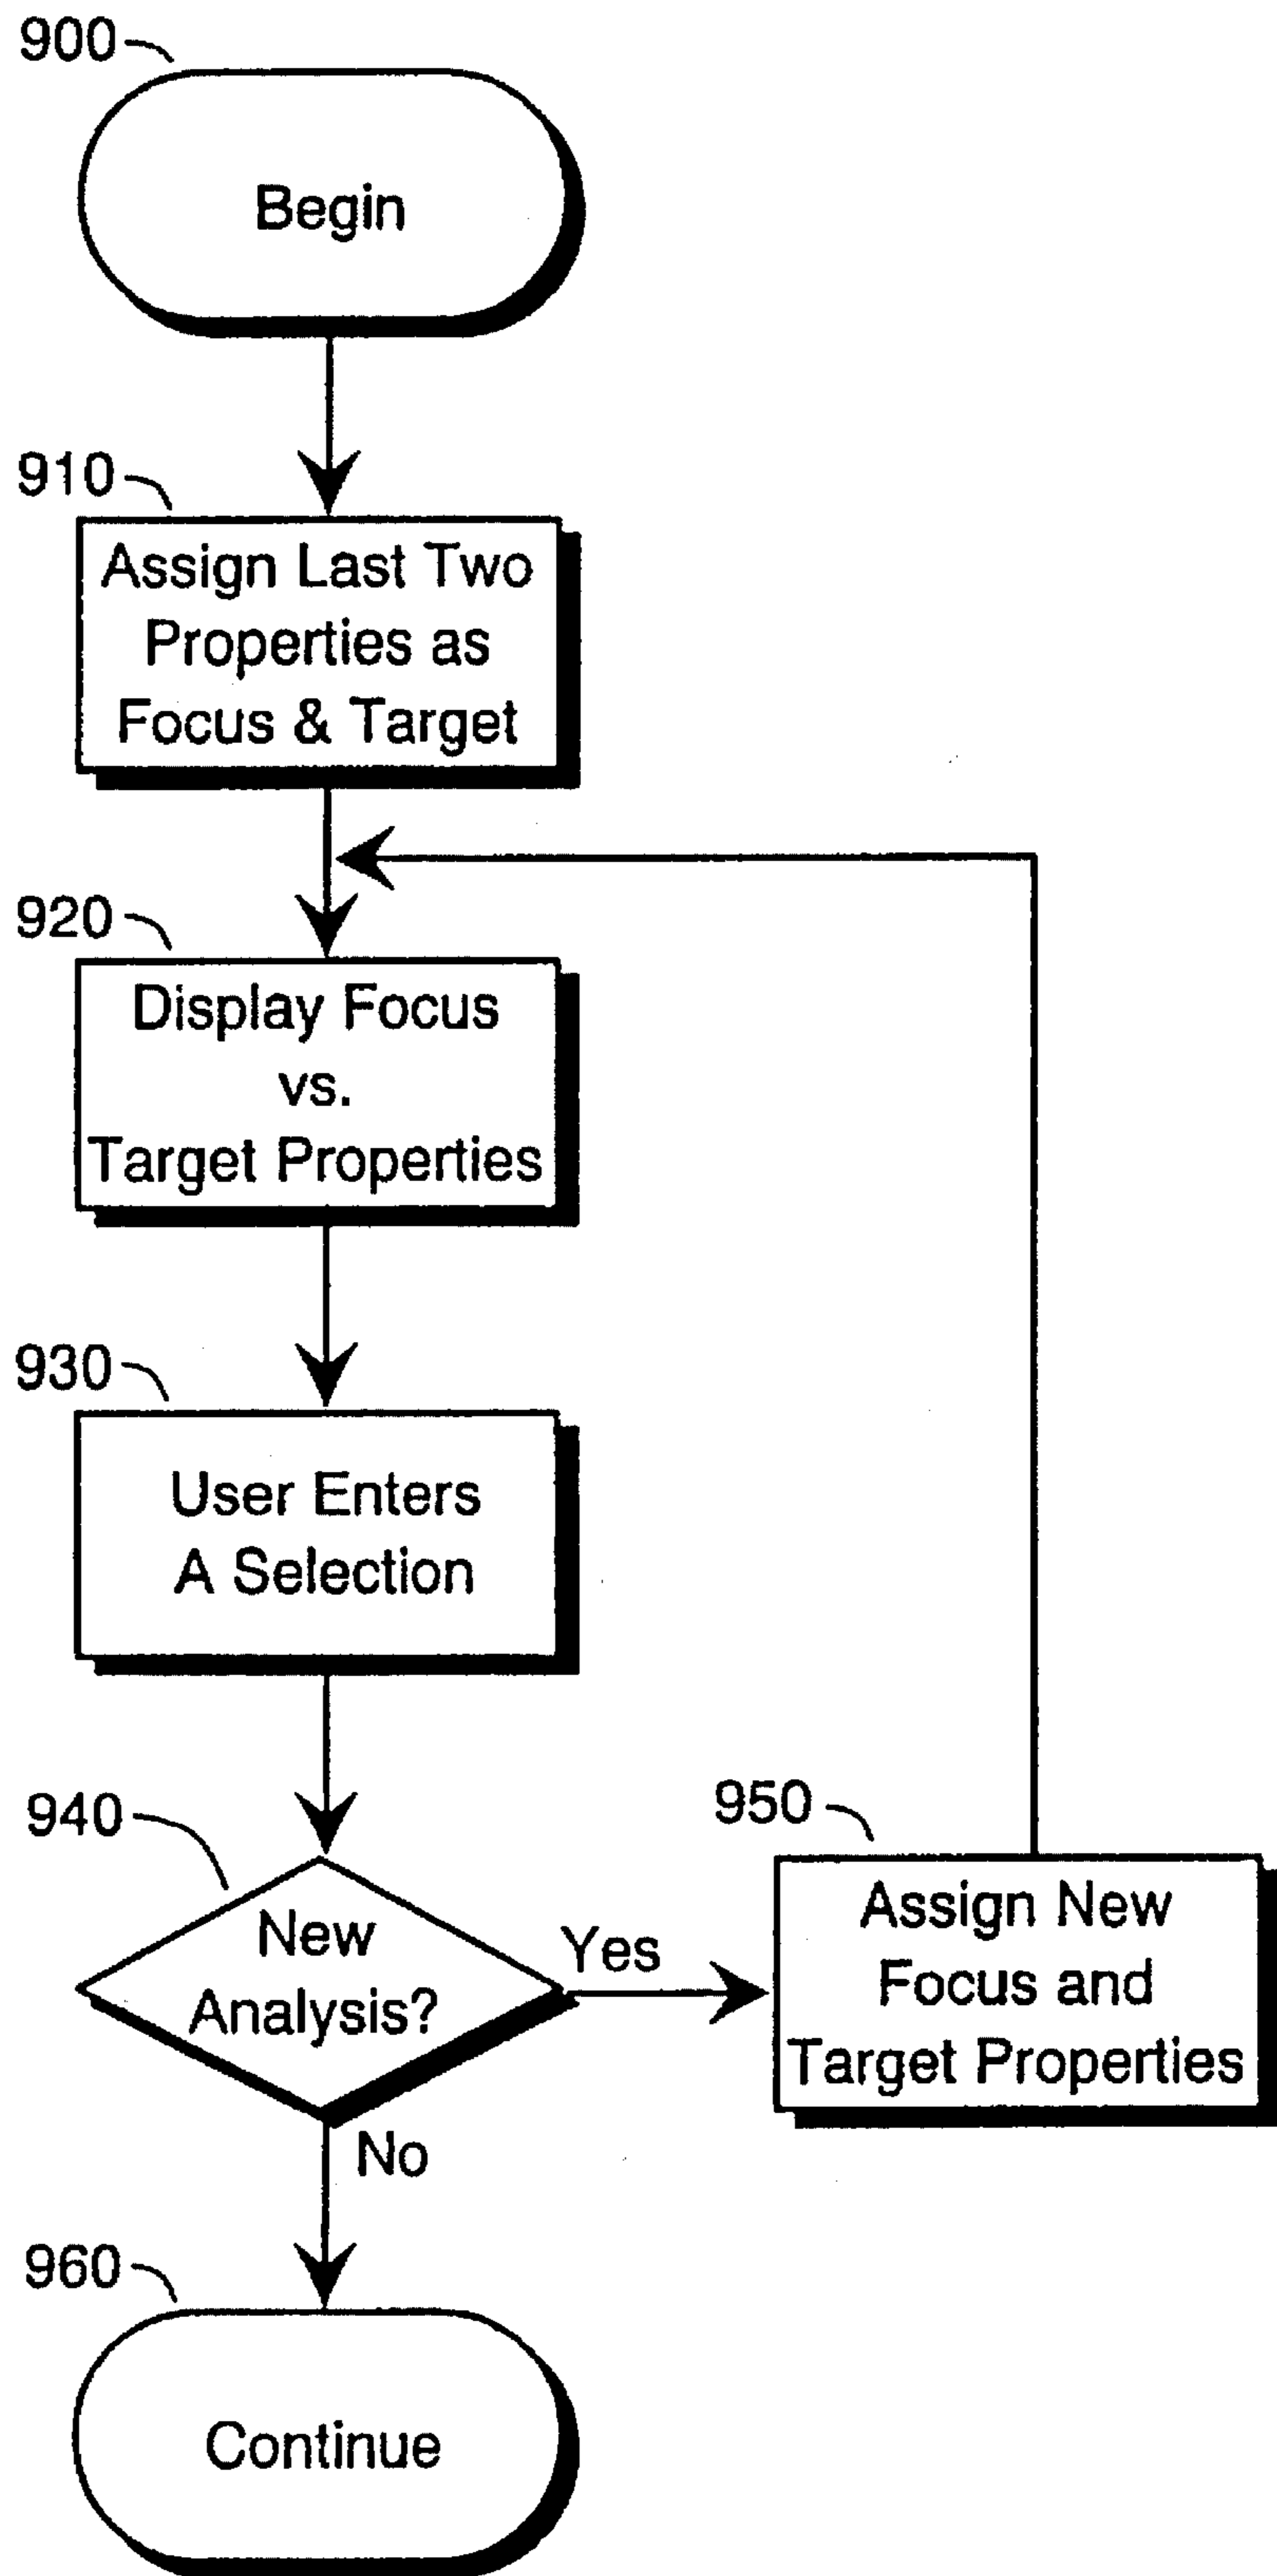 900
Begin
910
Assign Last Two
Properties as
Focus & Target
920
Display Focus
vs.
Target Properties
930
User Enters
A Selection
940
New
Analysis?
Yes
950
Assign New
Focus and
Target Properties
No
960
Continue